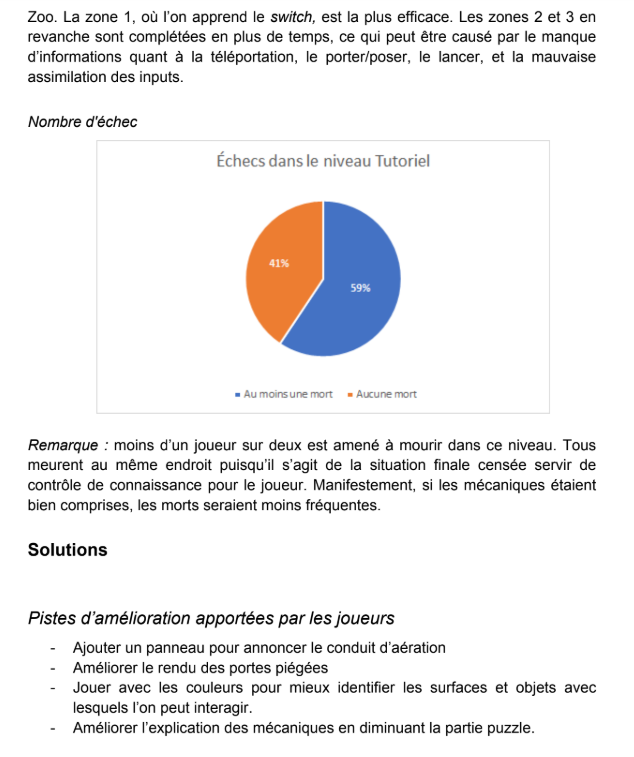 Zoo. La zone 1, où l'on apprend le switch, est la plus efficace. Les zones 2 et 3 en
revanche sont complétées en plus de temps, ce qui peut être causé par le manque
d'informations quant à la téléportation, le porter/poser, le lancer, et la mauvaise
assimilation des inputs.
Nombre d'échec
Échecs dans le niveau Tutoriel
41%
59%
Au moins une mort
Aucune mort
Remarque : moins d'un joueur sur deux est amené à mourir dans ce niveau. Tous
meurent au même endroit puisqu'il s'agit de la situation finale censée servir de
contrôle de connaissance pour le joueur. Manifestement, si les mécaniques étaient
bien comprises, les morts seraient moins fréquentes.
Solutions
Pistes d'amélioration apportées par les joueurs
- Ajouter un panneau pour annoncer le conduit d'aération
- Améliorer le rendu des portes piégées
- Jouer avec les couleurs pour mieux identifier les surfaces et objets avec
lesquels l'on peut interagir.
- Améliorer l'explication des mécaniques en diminuant la partie puzzle.